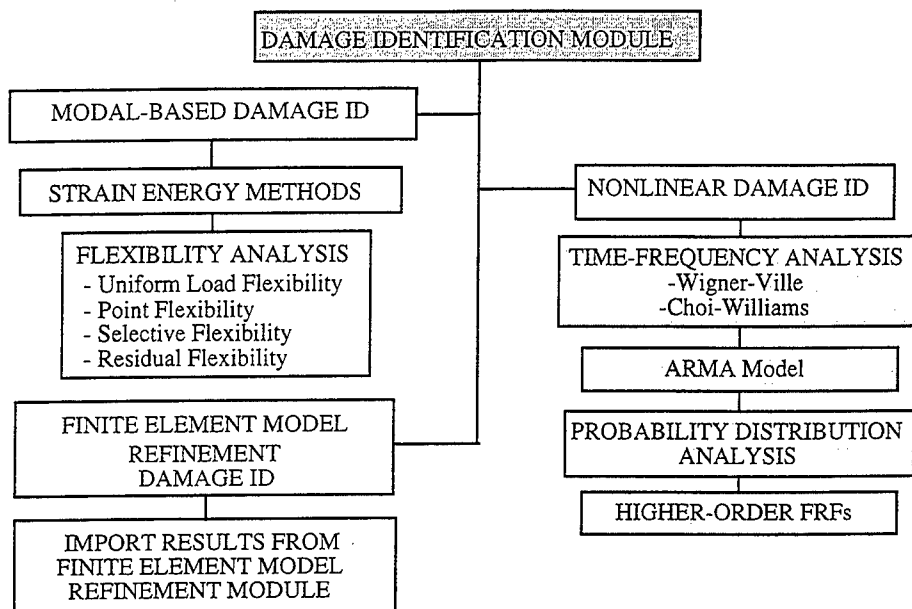 DAMAGE IDENTIFICATION MODULE
MODAL-BASED DAMAGE ID
STRAIN ENERGY METHODS
FLEXIBILITY ANALYSIS
- Uniform Load Flexibility
- Point Flexibility
- Selective Flexibility
- Residual Flexibility
FINITE ELEMENT MODEL
REFINEMENT
DAMAGE ID
IMPORT RESULTS FROM
FINITE ELEMENT MODEL
REFINEMENT MODULE
NONLINEAR DAMAGE ID
TIME-FREQUENCY ANALYSIS
-Wigner-Ville
-Choi-Williams
ARMA Model
PROBABILITY DISTRIBUTION
ANALYSIS
HIGHER-ORDER FRFs